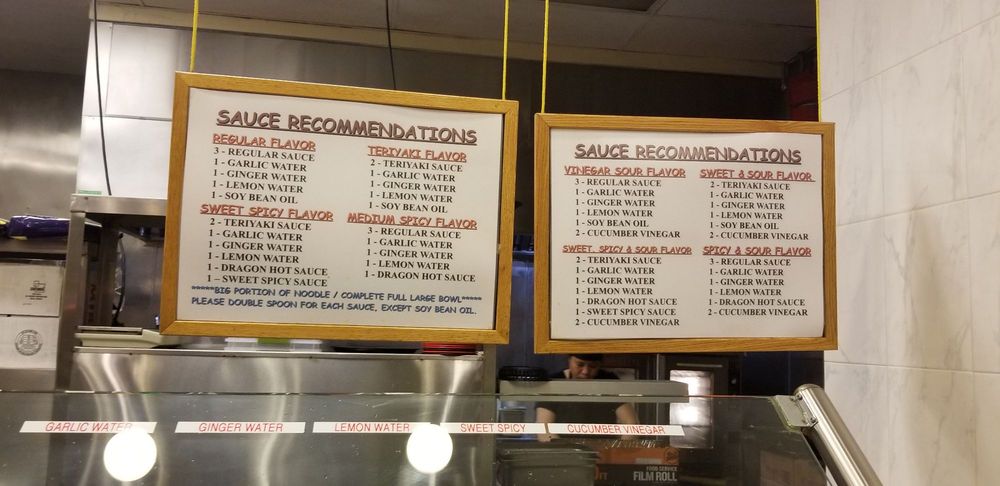 SAUCE RECOMMENDATIONS
REGULAR FLAVOR
3 - REGULAR SAUCE
1 - GARLIC WATER
1 - GINGER WATER
1 - LEMON WATER
1 - SOY BEAN OIL
TERIYAKI FLAVOR
2 - TERIYAKI SAUCE
1 - GARLIC WATER
1 - GINGER WATER
1 - LEMON WATER
1 - SOY BEAN OIL
SWEET SPICY FLAVOR
2 - TERIYAKI SAUCE
1 - GARLIC WATER
1 - GINGER WATER
1 - LEMON WATER
1 - DRAGON HOT SAUCE
1 – SWEET SPICY SAUCE
MEDIUM SPICY FLAVOR
3 - REGULAR SAUCE
1 - GARLIC WATER
1 - GINGER WATER
1 - LEMON WATER
1 - DRAGON HOT SAUCE
*****BIG PORTION OF NOODLE / COMPLETE FULL LARGE BOWL*****
PLEASE DOUBLE SPOON FOR EACH SAUCE, EXCEPT SOY BEAN OIL.
SAUCE RECOMMENDATIONS
VINEGAR SOUR FLAVOR
3 - REGULAR SAUCE
1 - GARLIC WATER
1 - GINGER WATER
1 - LEMON WATER
1 - SOY BEAN OIL
2 - CUCUMBER VINEGAR
SWEET & SOUR FLAVOR
2 - TERIYAKI SAUCE
1 - GARLIC WATER
1 - GINGER WATER
1 - LEMON WATER
1 - SOY BEAN OIL
2 - CUCUMBER VINEGAR
SWEET, SPICY & SOUR FLAVOR
2 - TERIYAKI SAUCE
1 - GARLIC WATER
1 - GINGER WATER
1 - LEMON WATER
1 - DRAGON HOT SAUCE
1 - SWEET SPICY SAUCE
2 - CUCUMBER VINEGAR
SPICY & SOUR FLAVOR
3 - REGULAR SAUCE
1 - GARLIC WATER
1 - GINGER WATER
1 - LEMON WATER
1 - DRAGON HOT SAUCE
2 - CUCUMBER VINEGAR
GARLIC WATER
GINGER WATER
LEMON WATER
SWEET SPICY
CUCUMBER VINEGAR
FOOD SERVICE
FILM ROLL